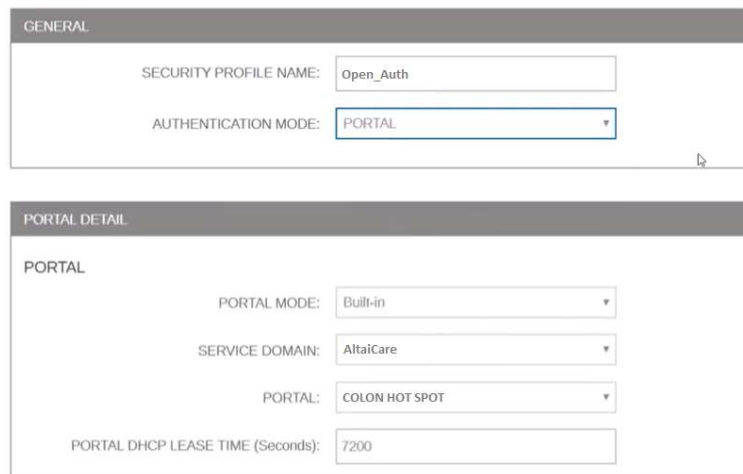 GENERAL
SECURITY PROFILE NAME: Open_Auth
AUTHENTICATION MODE: PORTAL
PORTAL DETAIL
PORTAL
PORTAL MODE: Built-in
SERVICE DOMAIN: AltaiCare
PORTAL: COLON HOT SPOT
PORTAL DHCP LEASE TIME (Seconds): 7200